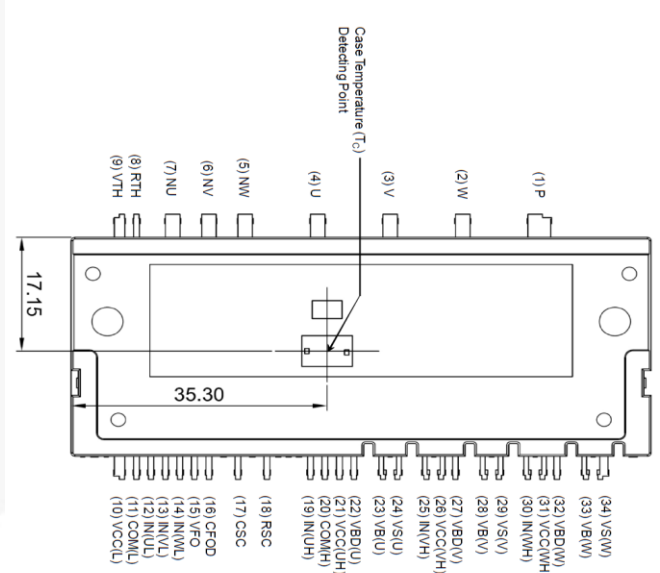 Case Temperature (Tc)
Detecting Point
(9) VTH
(8) RTH
(7) NU
(6) NV
(5) NW
(4) U
(3) V
(2) W
(1) P
17.15
35.30
(10) VCC(L)
(11) COM(L)
(12) IN(UL)
(13) IN(VL)
(14) IN(WL)
(15) VFO
(16) CFOD
(17) CSC
(18) RSC
(19) IN(UH)
(20) COM(H)
(21) VCC(UH)
(22) VBD(U)
(23) VB(U)
(24) VS(U)
(25) IN(VH)
(26) VCC(VH)
(27) VBD(V)
(28) VB(V)
(29) VS(V)
(30) IN(WH)
(31) VCC(WH)
(32) VBD(W)
(33) VB(W)
(34) VS(W)